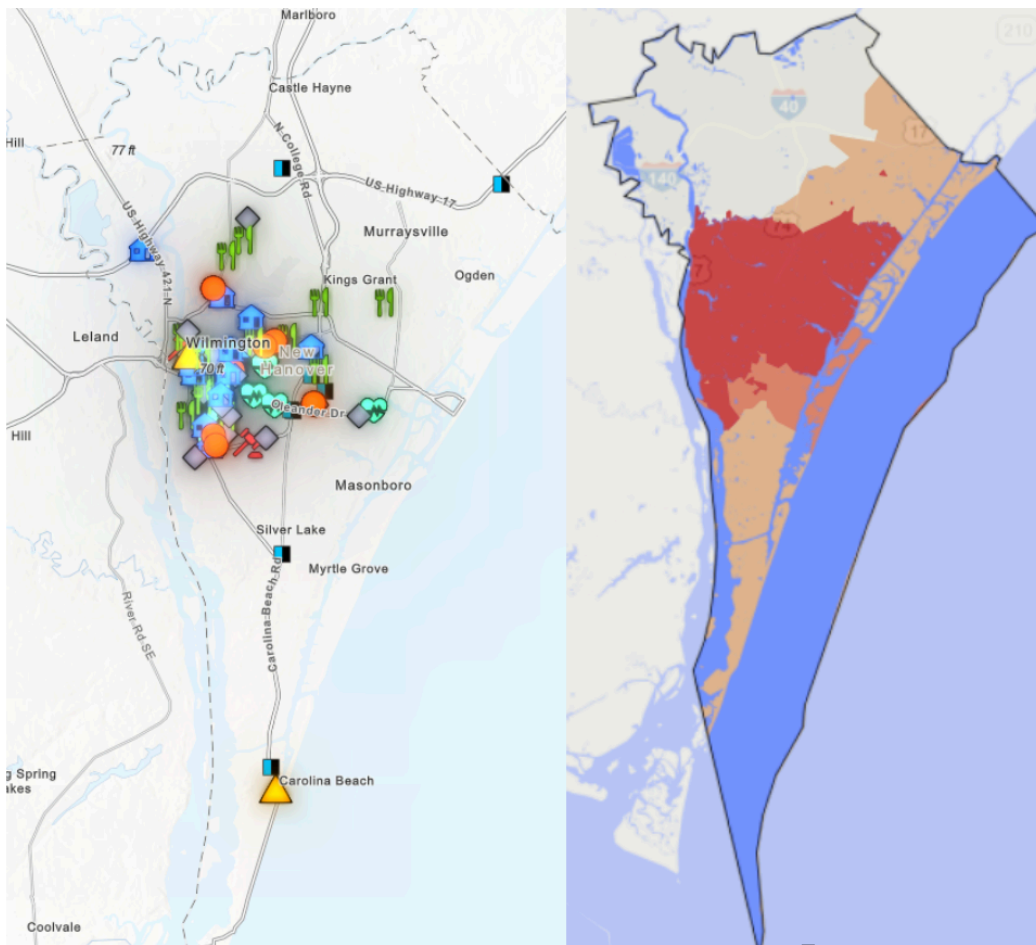 Marlboro
Castle Hayne
Hill
77 ft
N College Rd
US Highway 17
US Highway 421 N
Murraysville
Ogden
Kings Grant
Leland
Wilmington
New
Hanover
70 ft
Oleander Dr
Hill
Masonboro
Silver Lake
Myrtle Grove
Carolina Beach Rd
River Rd SE
g Spring
akes
Carolina Beach
Coolvale
210
40
17
140
74
7